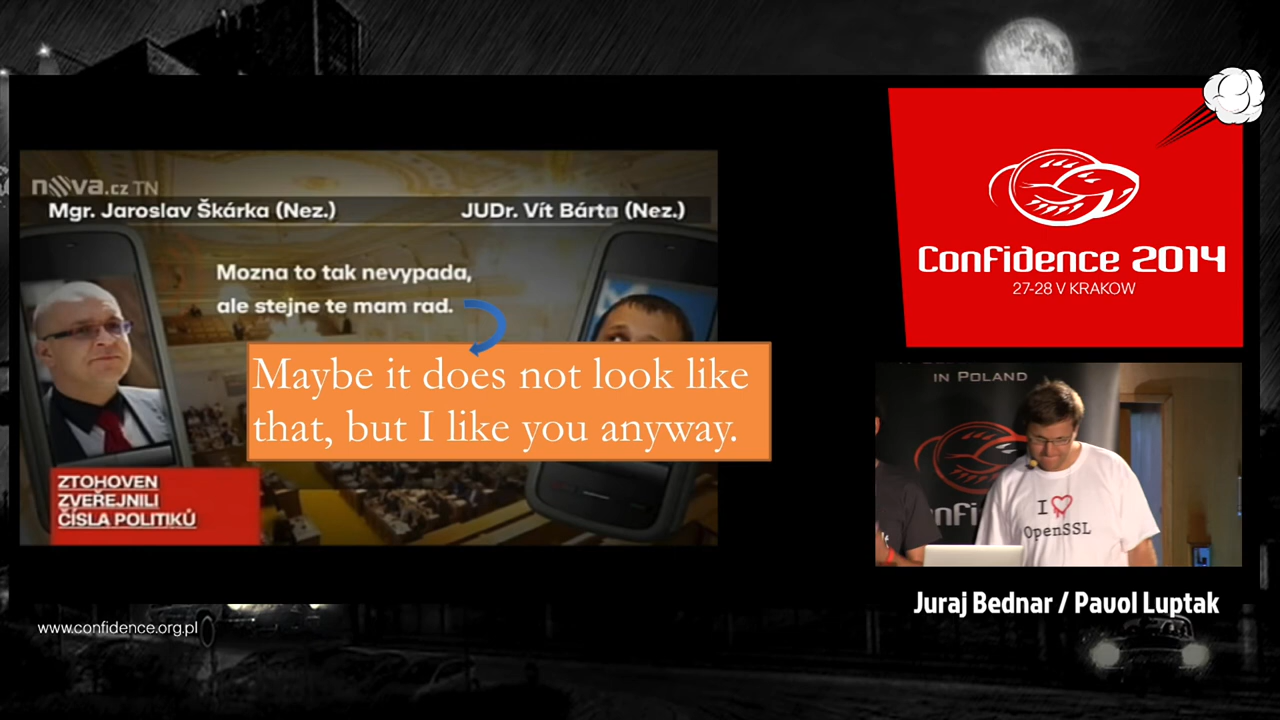 nova.cz TN
Mgr. Jaroslav Škárka (Nez.)
JUDr. Vít Bárta (Nez.)
Mozna to tak nevypada,
ale stejne te mam rad.
Maybe it does not look like
that, but I like you anyway.
ZTOHOVEN
ZVEŘEJNILI
ČÍSLA POLITIKŮ
Confidence 2014
27-28 V KRAKOW
IN POLAND
nfi
I
OpenSSL
Juraj Bednar / Pavol Luptak
www.confidence.org.pl